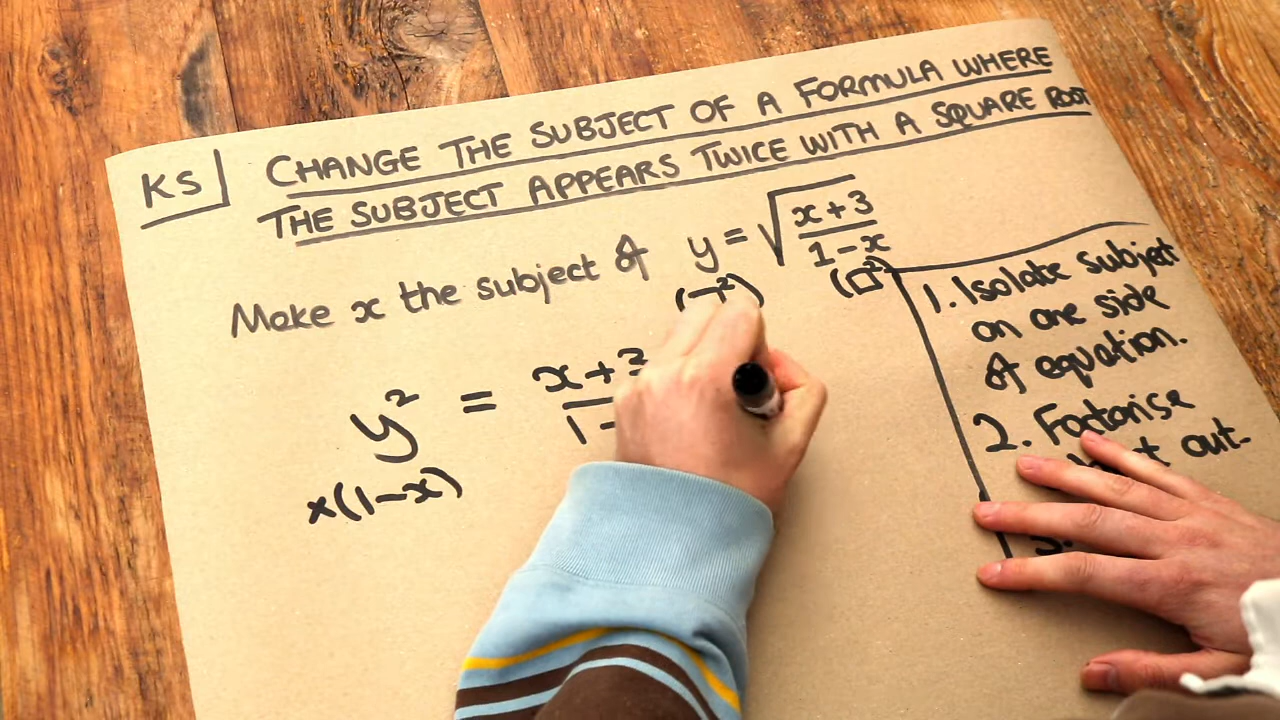 KS
CHANGE THE SUBJECT OF A FORMULA WHERE
THE SUBJECT APPEARS TWICE WITH A SQUARE ROOT
Make x the subject of y = √((x+3)/(1-x))
(□²)
y² = x+3
1-
×(1-x)
1. Isolate subject
on one side
of equation.
2. Factorise
out.
3.